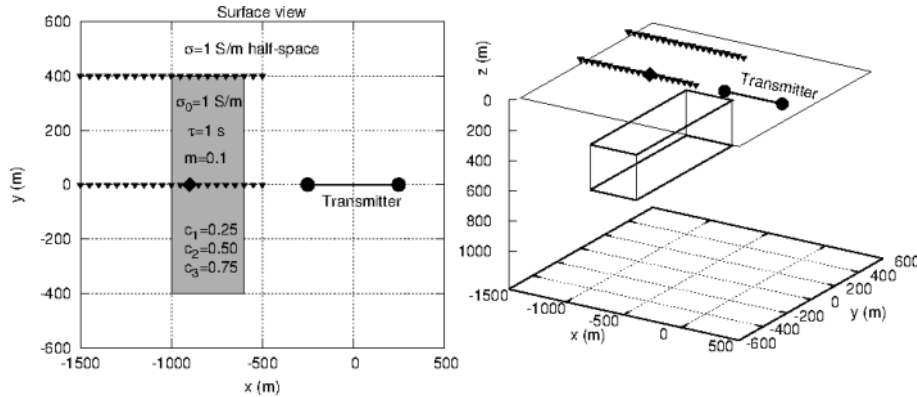 Surface view
600
400
200
0
-200
-400
-600
y (m)
σ=1 S/m half-space
σ₀=1 S/m
τ=1 s
m=0.1
c₁=0.25
c₂=0.50
c₃=0.75
Transmitter
-1500 -1000 -500 0 500
x (m)
z (m)
0
200
400
600
800
1000
Transmitter
-1500 -1000 -500 0 500
x (m)
-600 -400 -200 0 200 400 600
y (m)